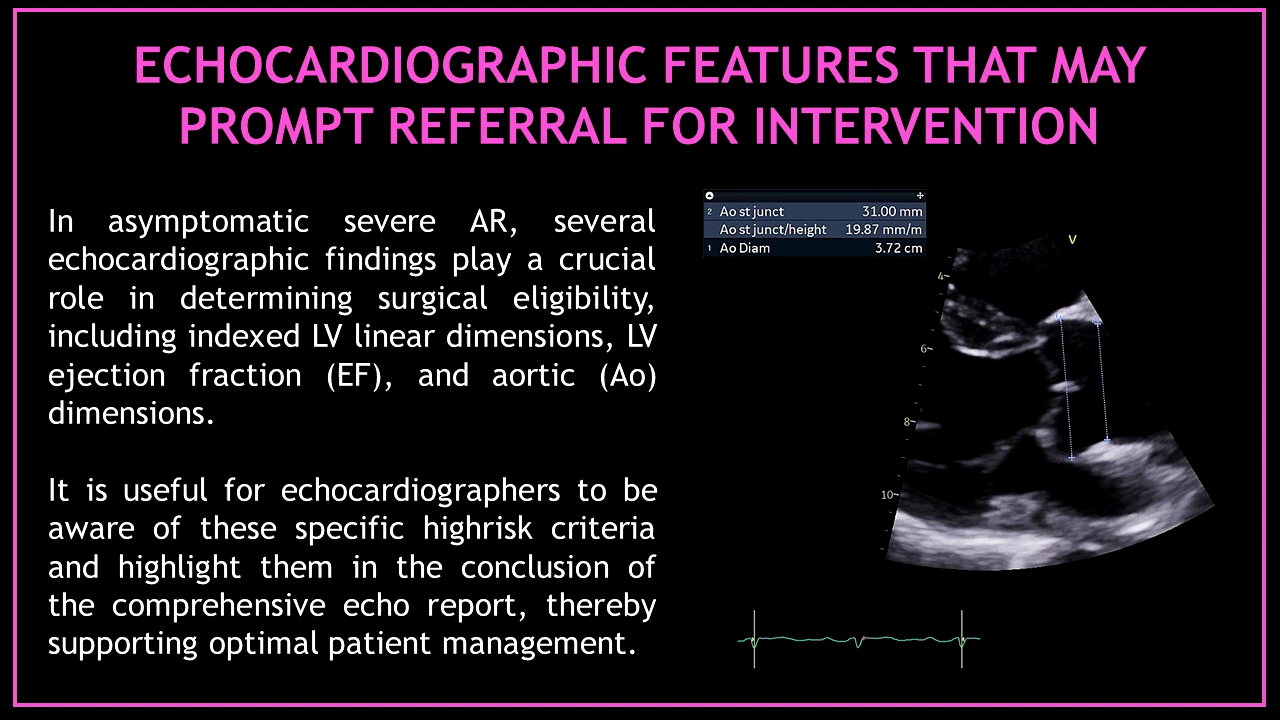 ECHOCARDIOGRAPHIC FEATURES THAT MAY
PROMPT REFERRAL FOR INTERVENTION
In asymptomatic severe AR, several
echocardiographic findings play a crucial
role in determining surgical eligibility,
including indexed LV linear dimensions, LV
ejection fraction (EF), and aortic (Ao)
dimensions.
It is useful for echocardiographers to be
aware of these specific highrisk criteria
and highlight them in the conclusion of
the comprehensive echo report, thereby
supporting optimal patient management.
2 Ao st junct 31.00 mm
Ao st junct/height 19.87 mm/m
1 Ao Diam 3.72 cm
V
4
6
8
10